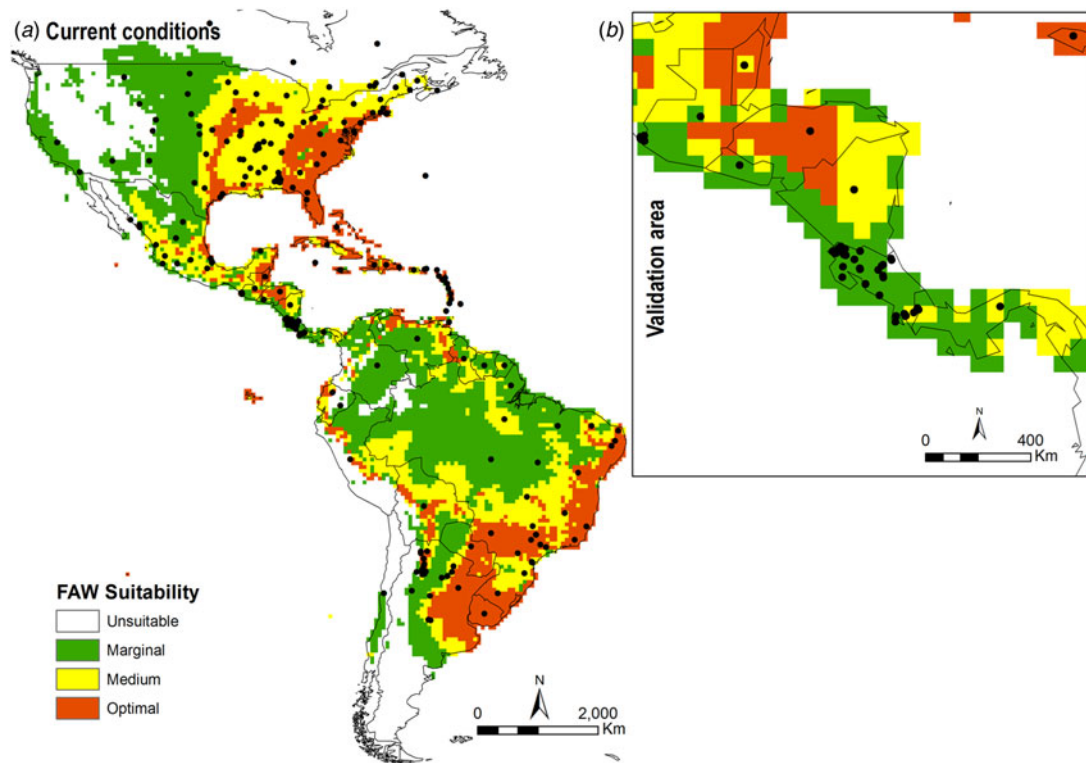 (a) Current conditions
FAW Suitability
Unsuitable
Marginal
Medium
Optimal
N
0 2,000
Km
(b)
Validation area
N
0 400
Km